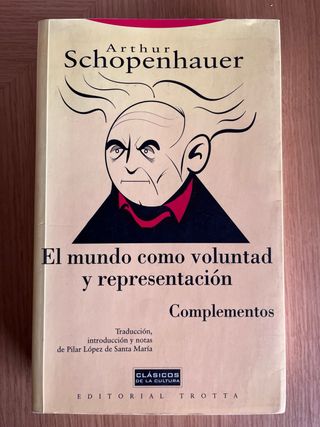 Arthur
Schopenhauer
El mundo como voluntad
y representación
Complementos
Traducción,
introducción y notas
de Pilar López de Santa María
CLÁSICOS
DE LA CULTURA
EDITORIAL TROTTA